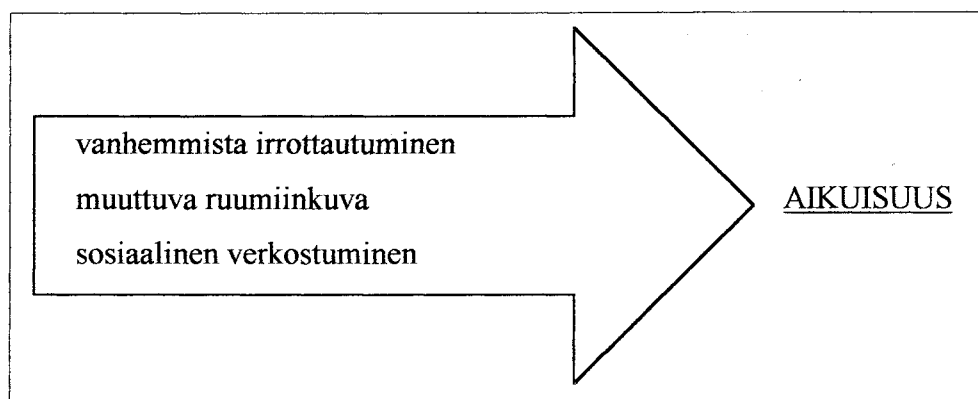 vanhemmista irrottautuminen
muuttuva ruumiinkuva
sosiaalinen verkostuminen
AIKUISUUS